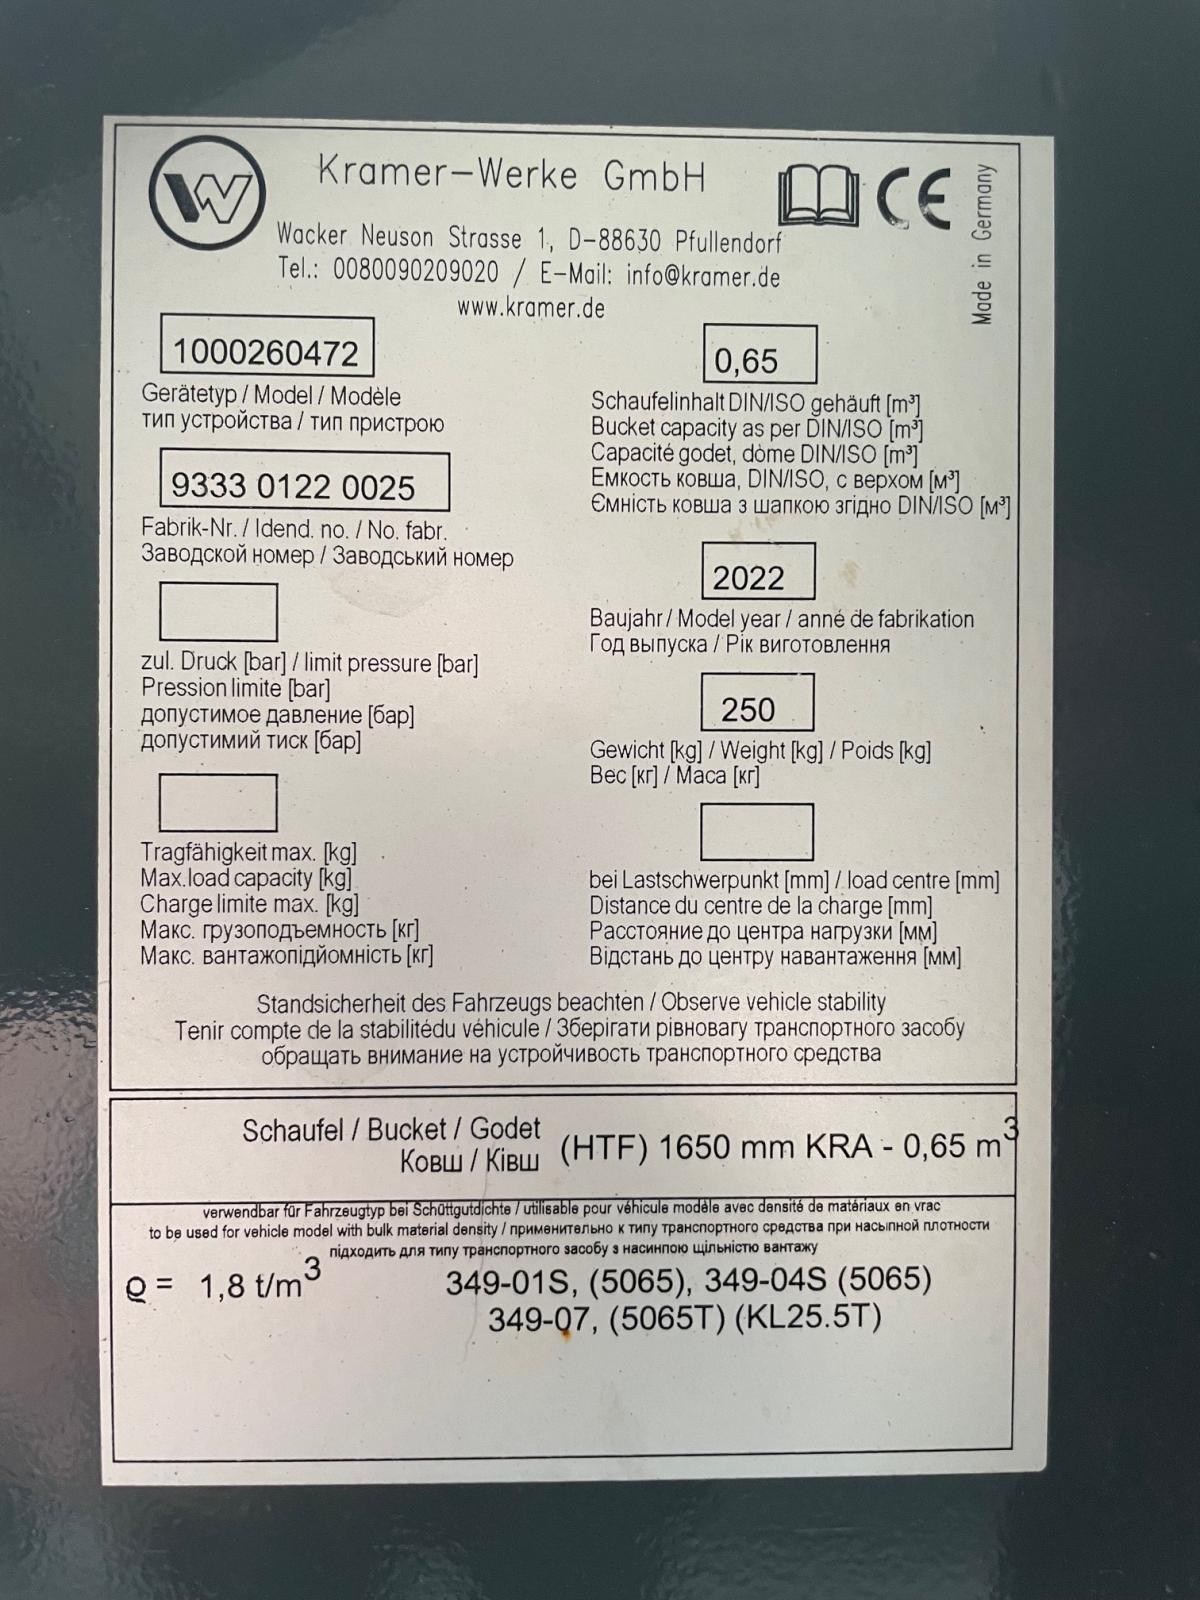 Kramer-Werke GmbH
Wacker Neuson Strasse 1, D-88630 Pfullendorf
Tel.: 0080090209020 / E-Mail: info@kramer.de
www.kramer.de
CE
Made in Germany
1000260472
Gerätetyp / Model / Modèle
тип устройства / тип пристрою
9333 0122 0025
Fabrik-Nr. / Idend. no. / No. fabr.
Заводской номер / Заводський номер
zul. Druck [bar] / limit pressure [bar]
Pression limite [bar]
допустимое давление [бар]
допустимий тиск [бар]
Tragfähigkeit max. [kg]
Max.load capacity [kg]
Charge limite max. [kg]
Макс. грузоподъемность [кг]
Макс. вантажопідйомність [кг]
0,65
Schaufelinhalt DIN/ISO gehäuft [m³]
Bucket capacity as per DIN/ISO [m³]
Capacité godet, dôme DIN/ISO [m³]
Емкость ковша, DIN/ISO, с верхом [м³]
Ємність ковша з шапкою згідно DIN/ISO [м³]
2022
Baujahr / Model year / anné de fabrikation
Год выпуска / Рік виготовлення
250
Gewicht [kg] / Weight [kg] / Poids [kg]
Вес [кг] / Маса [кг]
bei Lastschwerpunkt [mm] / load centre [mm]
Distance du centre de la charge [mm]
Расстояние до центра нагрузки [мм]
Відстань до центру навантаження [мм]
Standsicherheit des Fahrzeugs beachten / Observe vehicle stability
Tenir compte de la stabilitédu véhicule / Зберігати рівновагу транспортного засобу
обращать внимание на устройчивость транспортного средства
Schaufel / Bucket / Godet
Ковш / Ківш
(HTF) 1650 mm KRA - 0,65 m³
verwendbar für Fahrzeugtyp bei Schüttgutdichte / utilisable pour véhicule modèle avec densité de matériaux en vrac
to be used for vehicle model with bulk material density / применительно к типу транспортного средства при насыпной плотности
підходить для типу транспортного засобу з насинпою щільністю вантажу
ϱ = 1,8 t/m³
349-01S, (5065), 349-04S (5065)
349-07, (5065T) (KL25.5T)